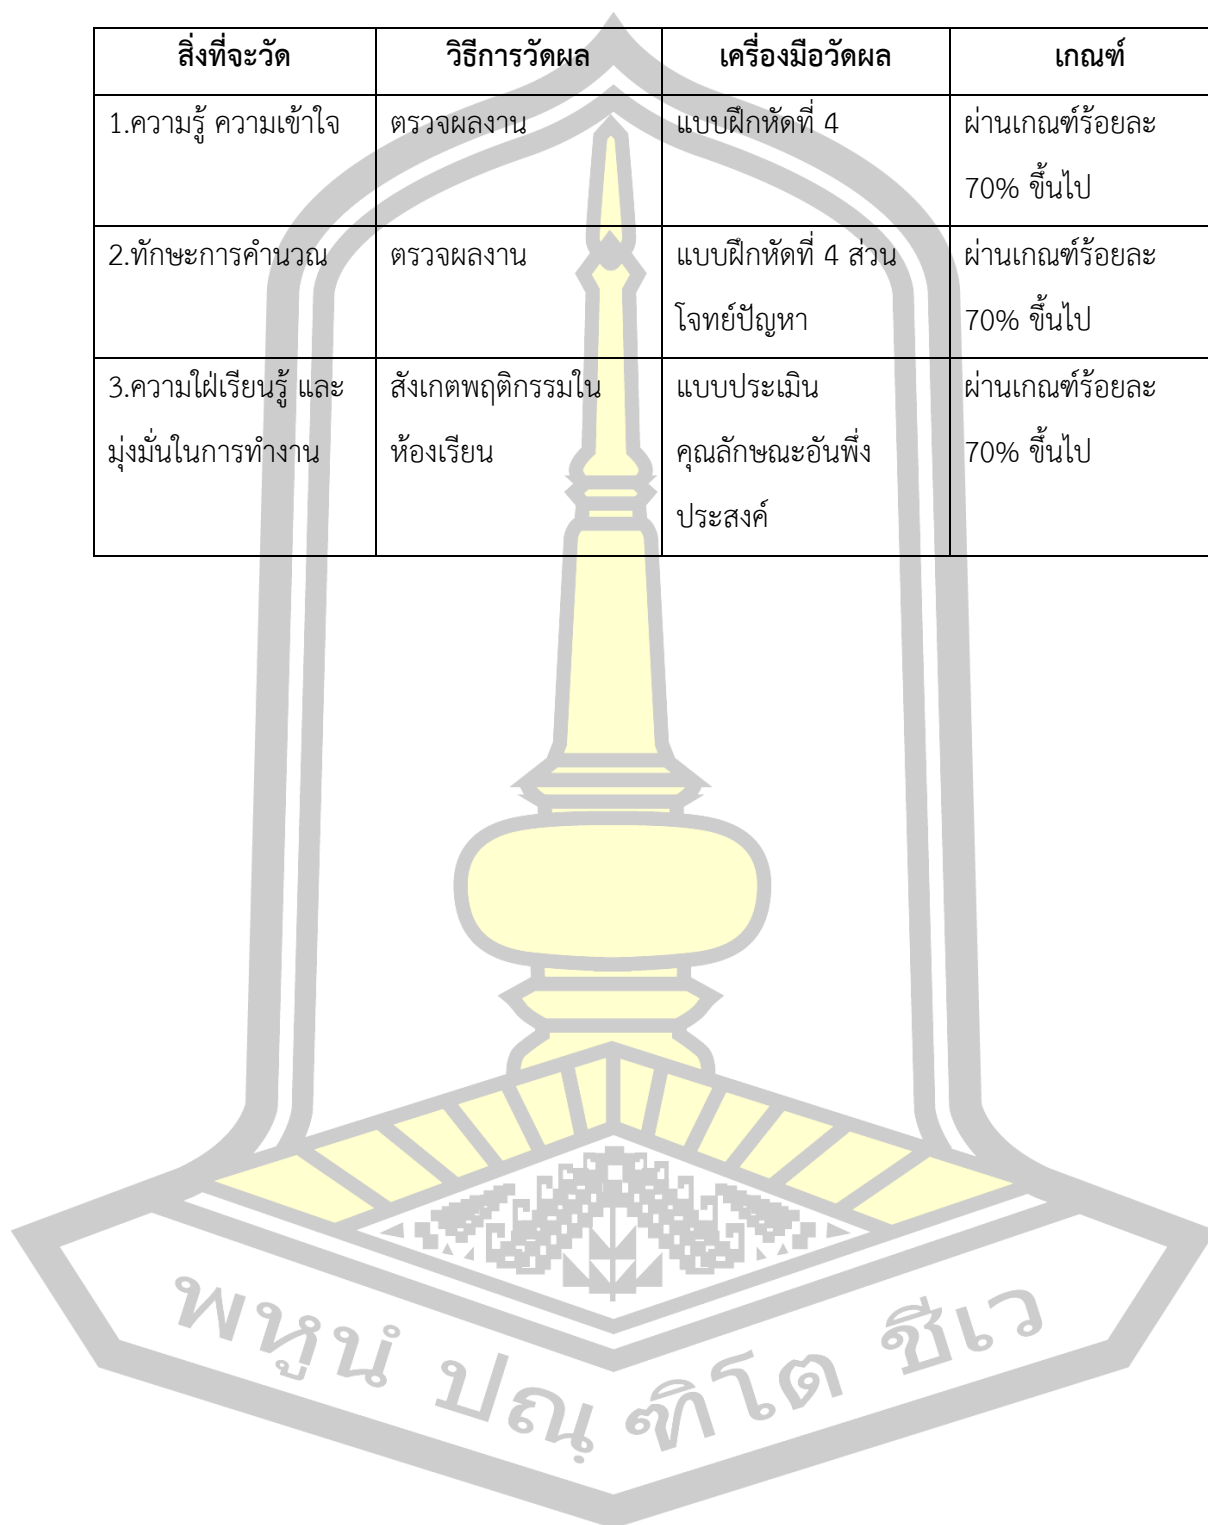 สิ่งที่จะวัด วิธีการวัดผล เครื่องมือวัดผล เกณฑ์
1.ความรู้ ความเข้าใจ ตรวจผลงาน แบบฝึกหัดที่ 4 ผ่านเกณฑ์ร้อยละ
70% ขึ้นไป
2.ทักษะการคำนวณ ตรวจผลงาน แบบฝึกหัดที่ 4 ส่วน ผ่านเกณฑ์ร้อยละ
โจทย์ปัญหา 70% ขึ้นไป
3.ความใฝ่เรียนรู้ และ สังเกตพฤติกรรมใน แบบประเมิน ผ่านเกณฑ์ร้อยละ
มุ่งมั่นในการทำงาน ห้องเรียน คุณลักษณะอันพึ่ง 70% ขึ้นไป
ประสงค์
พหูนํ ปณฺ ฑิโต ชีเว